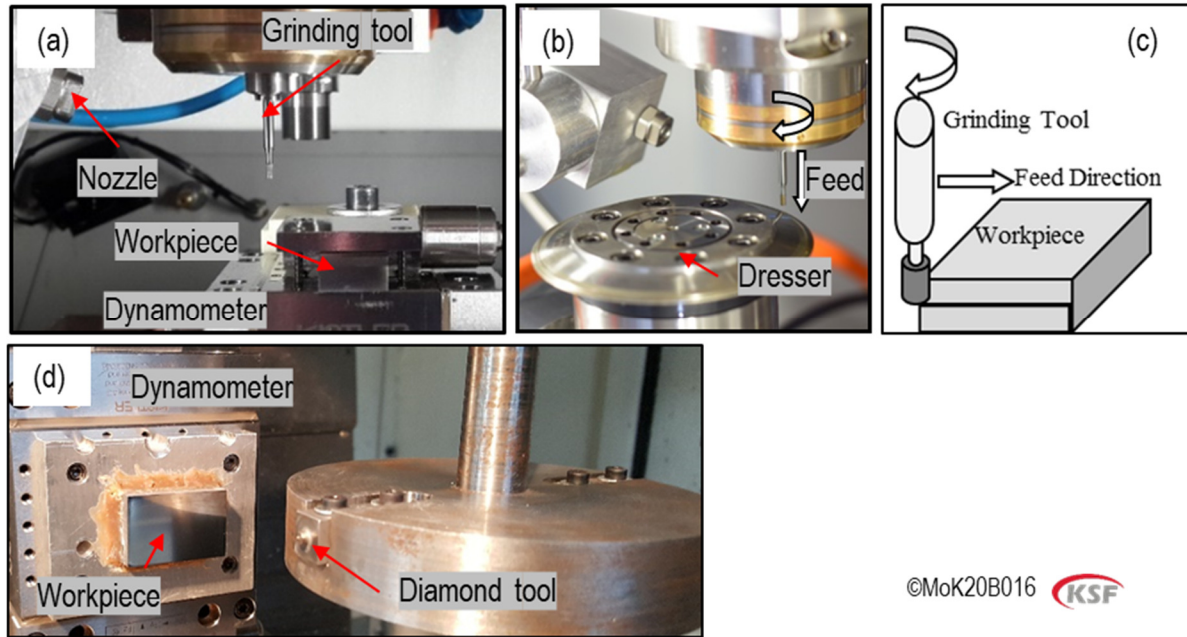 (a)
Grinding tool
Nozzle
Workpiece
Dynamometer
(b)
Feed
Dresser
(c)
Grinding Tool
Feed Direction
Workpiece
(d)
Dynamometer
Workpiece
Diamond tool
©MoK20B016
KSF